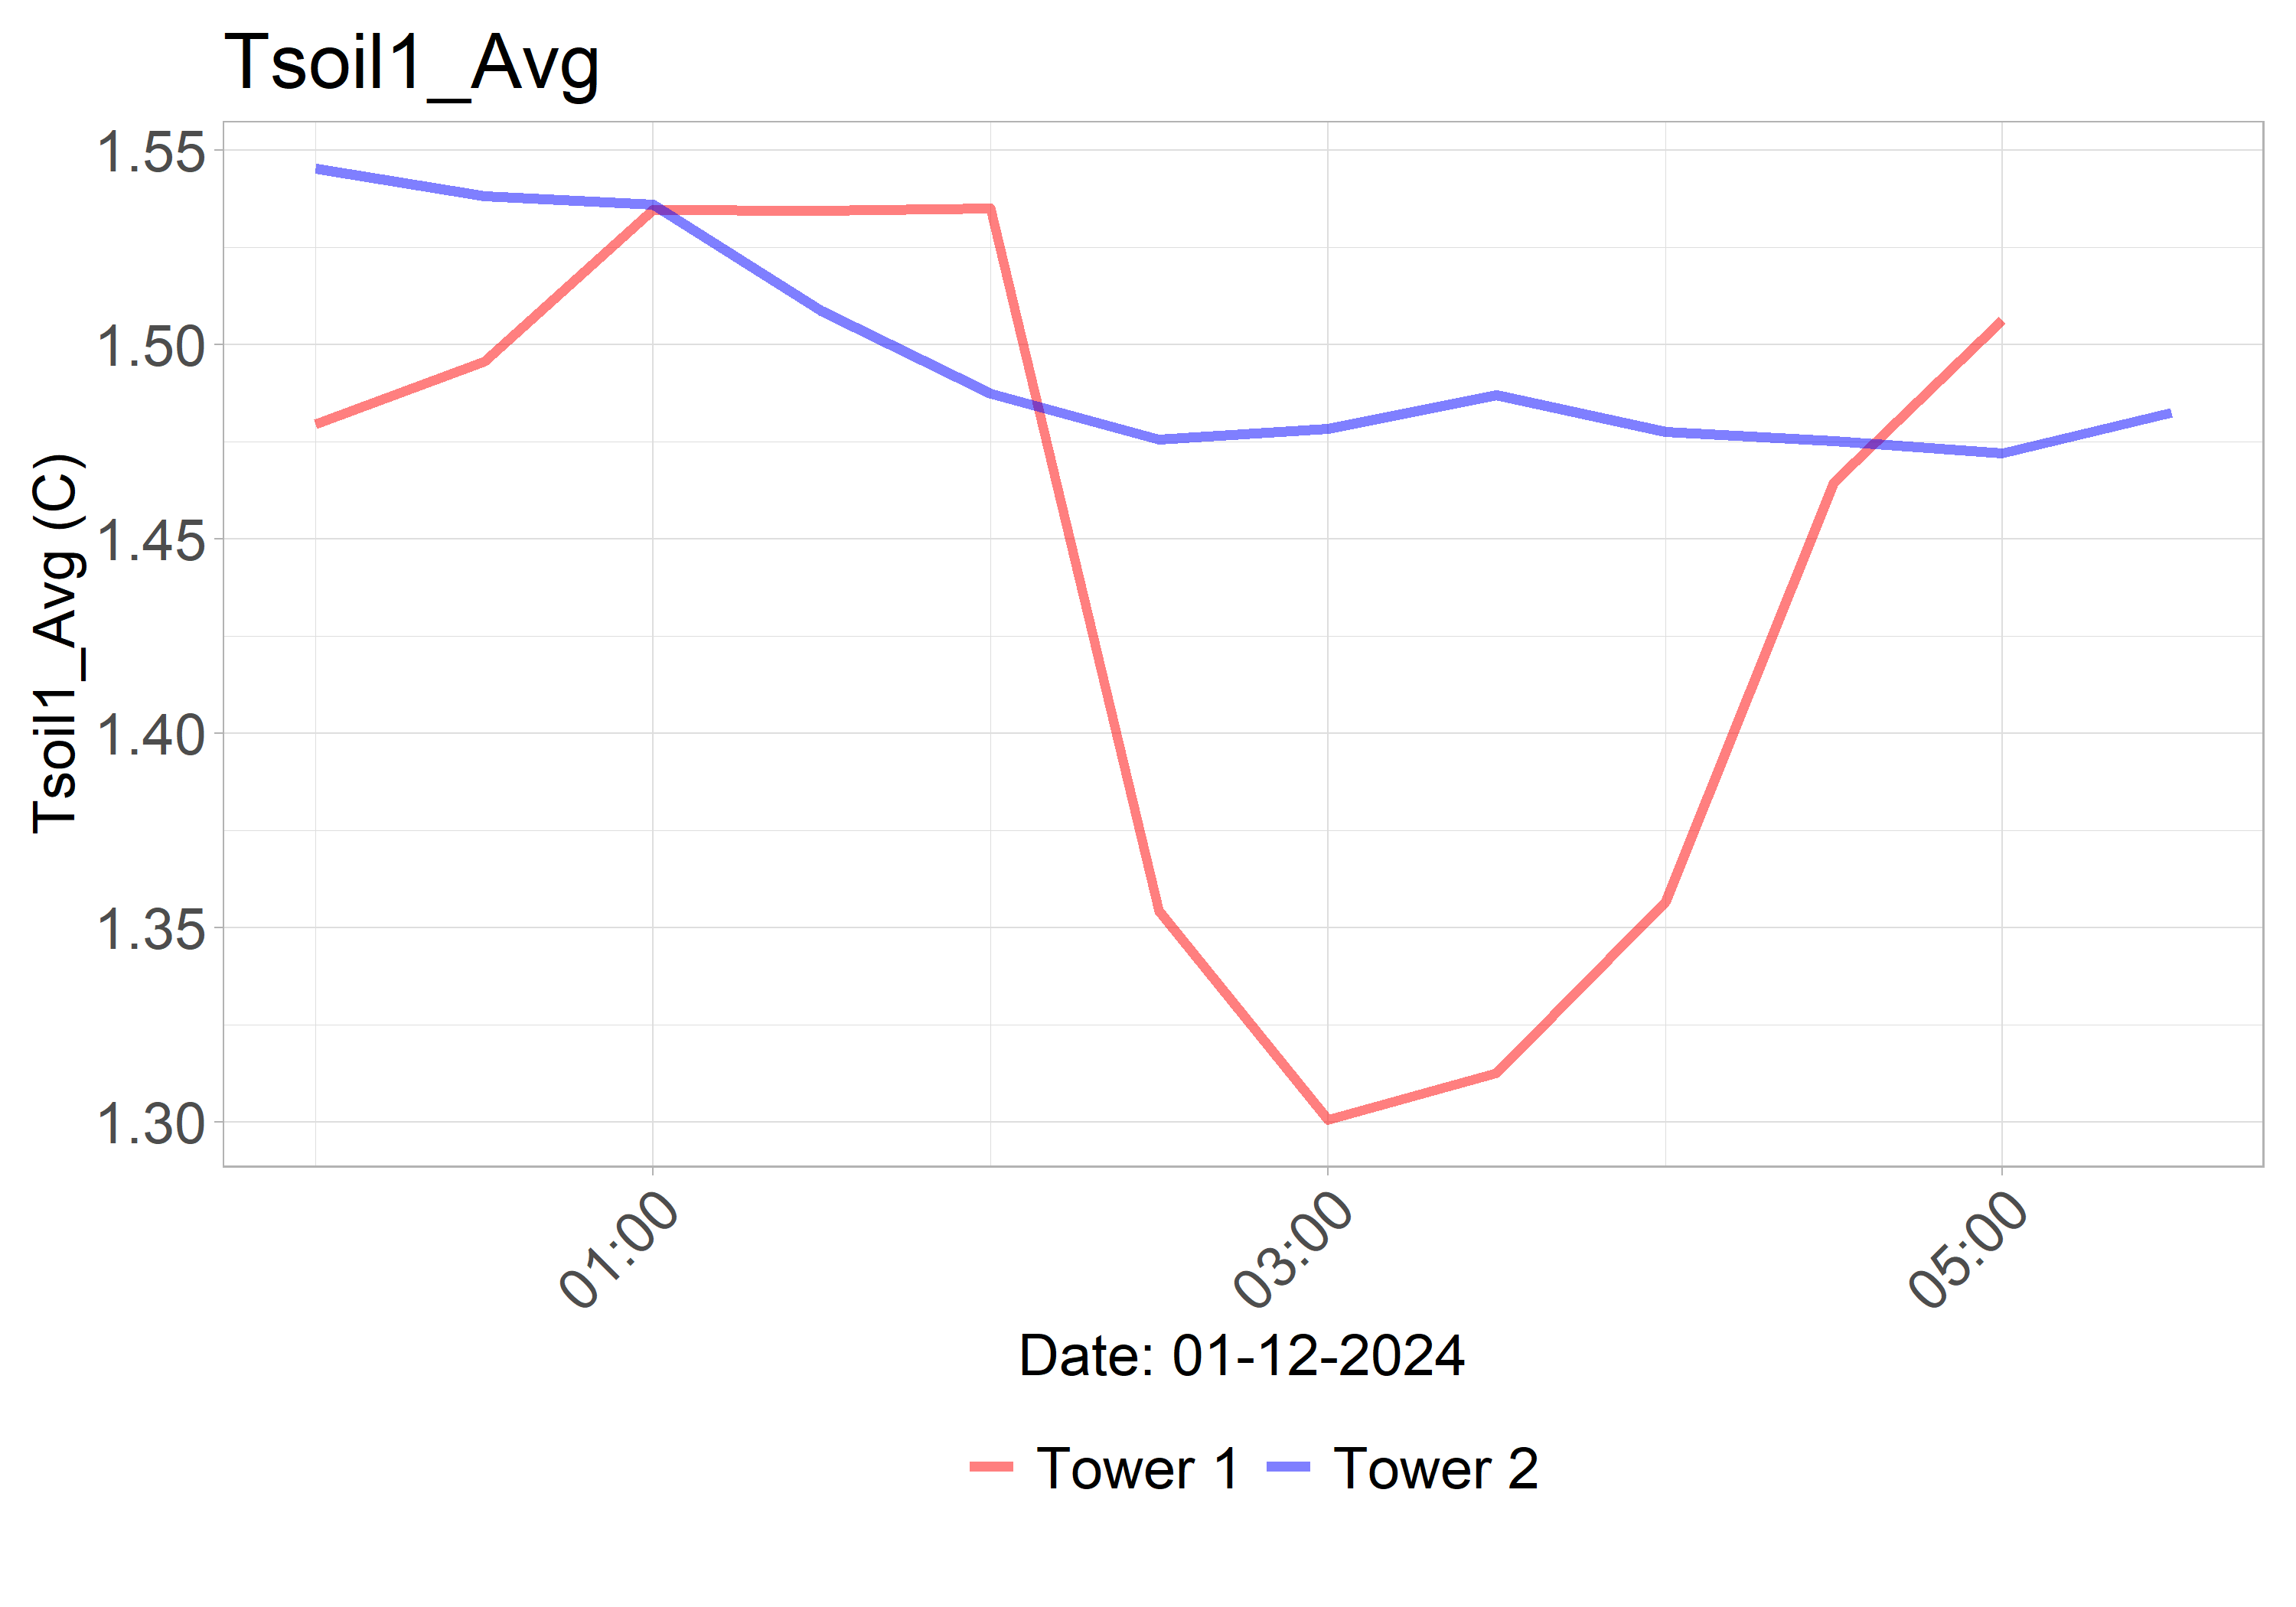 Tsoil1_Avg
Tsoil1_Avg (C)
1.55
1.50
1.45
1.40
1.35
1.30
01:00
03:00
05:00
Date: 01-12-2024
Tower 1
Tower 2